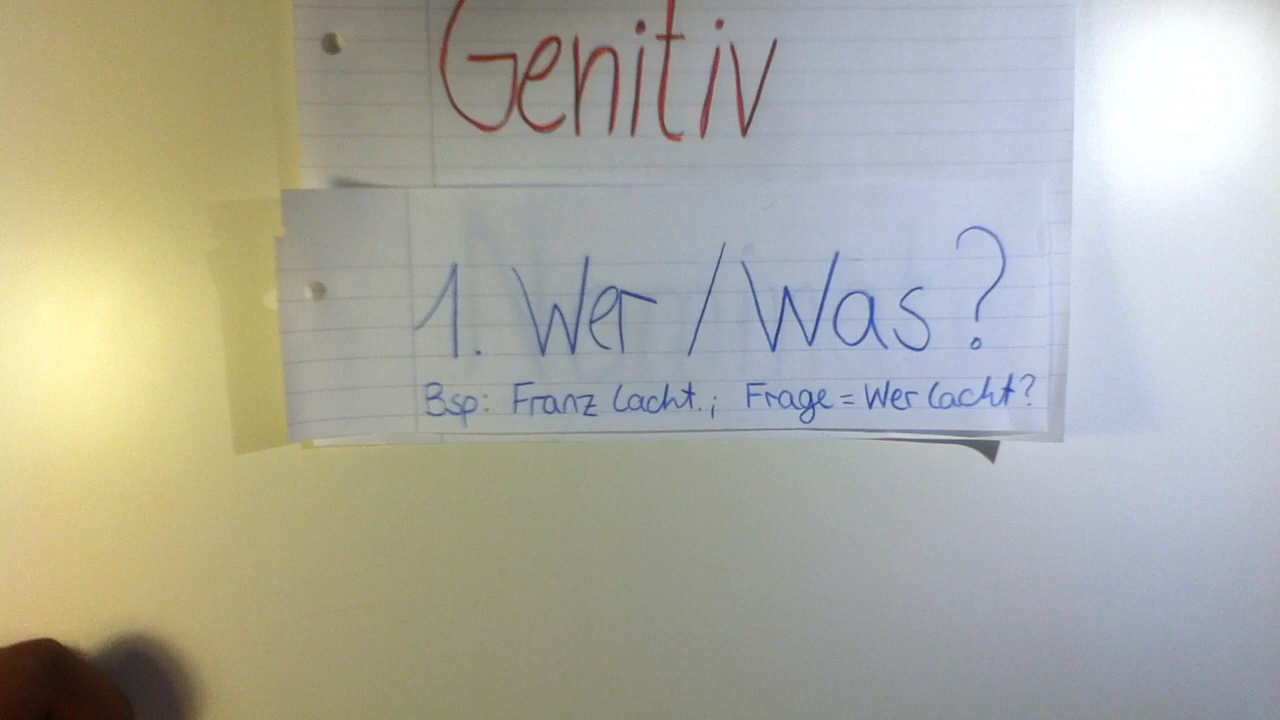 Genitiv
1. Wer / Was?
Bsp: Franz lacht.; Frage = Wer lacht?